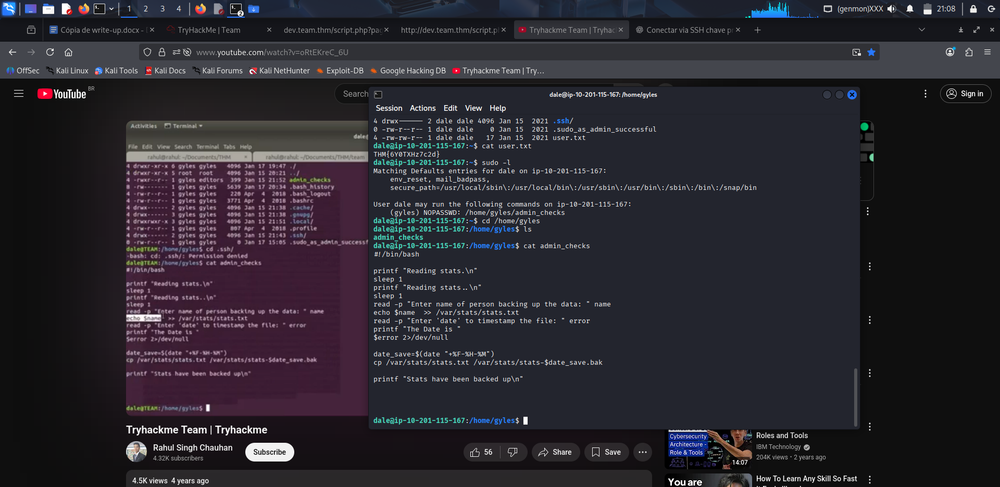 1 2 3 4
2
(genmon)XXX
21:08
Cópia de write-up.docx -
TryHackMe | Team
dev.team.thm/script.php?pa
http://dev.team.thm/script.p
Tryhackme Team | Tryhac
Conectar via SSH chave pr
www.youtube.com/watch?v=oRtEKreC_6U
OffSec
Kali Linux
Kali Tools
Kali Docs
Kali Forums
Kali NetHunter
Exploit-DB
Google Hacking DB
Tryhackme Team | Try…
YouTube BR
Search
Sign in
Activities Terminal
dale@
File Edit View Search Terminal Tabs Help
rahul@rahul: ~/Documents/THM × rahul@rahul: ~/Documents/THM/team
4 drwxr-xr-x 6 gyles gyles 4096 Jan 17 19:47 ./
4 drwxr-xr-x 5 root root 4096 Jan 15 20:21 ../
4 -rwxr--r-- 1 gyles editors 399 Jan 15 21:52 admin_checks
8 -rw------- 1 gyles gyles 5639 Jan 17 20:34 .bash_history
4 -rw-r--r-- 1 gyles gyles 220 Apr 4 2018 .bash_logout
4 -rw-r--r-- 1 gyles gyles 3771 Apr 4 2018 .bashrc
4 drwx------ 2 gyles gyles 4096 Jan 15 21:38 .cache/
4 drwx------ 3 gyles gyles 4096 Jan 15 21:38 .gnupg/
4 drwxrwxr-x 3 gyles gyles 4096 Jan 15 21:51 .local/
4 -rw-r--r-- 1 gyles gyles 807 Apr 4 2018 .profile
4 drwx------ 2 gyles gyles 4096 Jan 15 21:43 .ssh/
0 -rw-r--r-- 1 gyles gyles 0 Jan 17 15:05 .sudo_as_admin_successf
dale@TEAM:/home/gyles$ cd .ssh/
-bash: cd: .ssh/: Permission denied
dale@TEAM:/home/gyles$ cat admin_checks
#!/bin/bash
printf "Reading stats.\n"
sleep 1
printf "Reading stats..\n"
sleep 1
read -p "Enter name of person backing up the data: " name
echo $name >> /var/stats/stats.txt
read -p "Enter 'date' to timestamp the file: " error
printf "The Date is "
$error 2>/dev/null
date_save=$(date "+%F-%H-%M")
cp /var/stats/stats.txt /var/stats/stats-$date_save.bak
printf "Stats have been backed up\n"
dale@TEAM:/home/gyles$
dale@ip-10-201-115-167: /home/gyles
Session Actions Edit View Help
4 drwx------ 2 dale dale 4096 Jan 15 2021 .ssh/
0 -rw-r--r-- 1 dale dale 0 Jan 15 2021 .sudo_as_admin_successful
4 -rw-rw-r-- 1 dale dale 17 Jan 15 2021 user.txt
dale@ip-10-201-115-167:~$ cat user.txt
THM{6Y0TXHz7c2d}
dale@ip-10-201-115-167:~$ sudo -l
Matching Defaults entries for dale on ip-10-201-115-167:
env_reset, mail_badpass,
secure_path=/usr/local/sbin\:/usr/local/bin\:/usr/sbin\:/usr/bin\:/sbin\:/bin\:/snap/bin
User dale may run the following commands on ip-10-201-115-167:
(gyles) NOPASSWD: /home/gyles/admin_checks
dale@ip-10-201-115-167:~$ cd /home/gyles
dale@ip-10-201-115-167:/home/gyles$ ls
admin_checks
dale@ip-10-201-115-167:/home/gyles$ cat admin_checks
#!/bin/bash
printf "Reading stats.\n"
sleep 1
printf "Reading stats..\n"
sleep 1
read -p "Enter name of person backing up the data: " name
echo $name >> /var/stats/stats.txt
read -p "Enter 'date' to timestamp the file: " error
printf "The Date is "
$error 2>/dev/null
date_save=$(date "+%F-%H-%M")
cp /var/stats/stats.txt /var/stats/stats-$date_save.bak
printf "Stats have been backed up\n"
dale@ip-10-201-115-167:/home/gyles$
Tryhackme Team | Tryhackme
Rahul Singh Chauhan
4.32K subscribers
Subscribe
56
Share
Save
4.5K views 4 years ago
Cybersecurity
Architecture -
Role & Tools
14:07
Roles and Tools
IBM Technology
204K views • 2 years ago
You are
How To Learn Any Skill So Fast